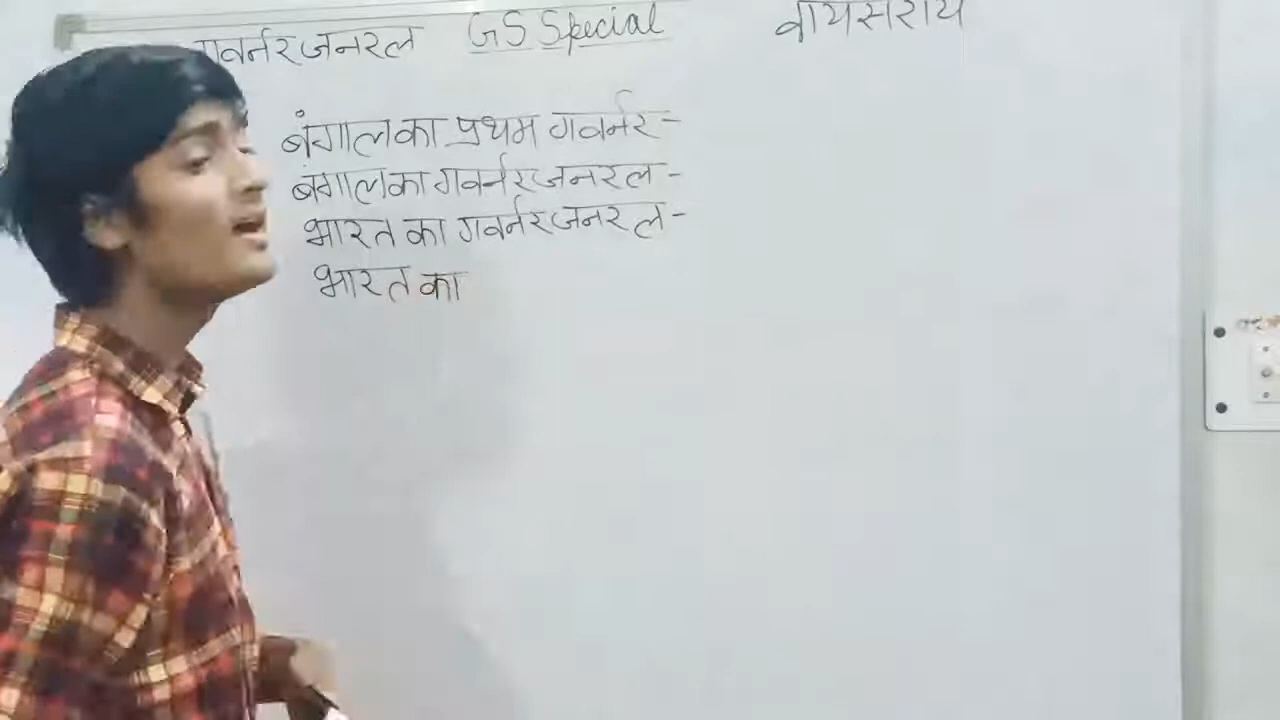 गवर्नर जनरल GS Special वायसराय
बंगाल का प्रथम गवर्नर -
बंगाल का गवर्नर जनरल -
भारत का गवर्नर जनरल -
भारत का